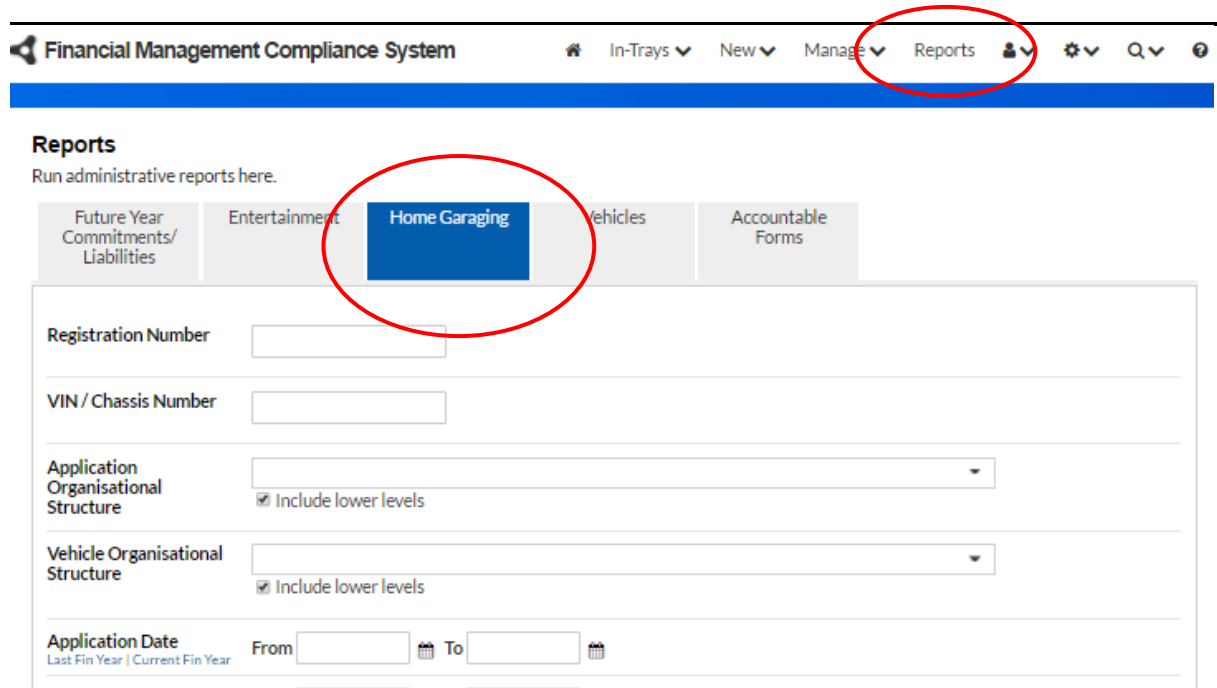 Financial Management Compliance System In-Trays New Manage Reports
Reports
Run administrative reports here.
Future Year Commitments/ Liabilities
Entertainment
Home Garaging
Vehicles
Accountable Forms
Registration Number
VIN / Chassis Number
Application
Organisational
Structure
Include lower levels
Vehicle Organisational
Structure
Include lower levels
Application Date
Last Fin Year | Current Fin Year
From To